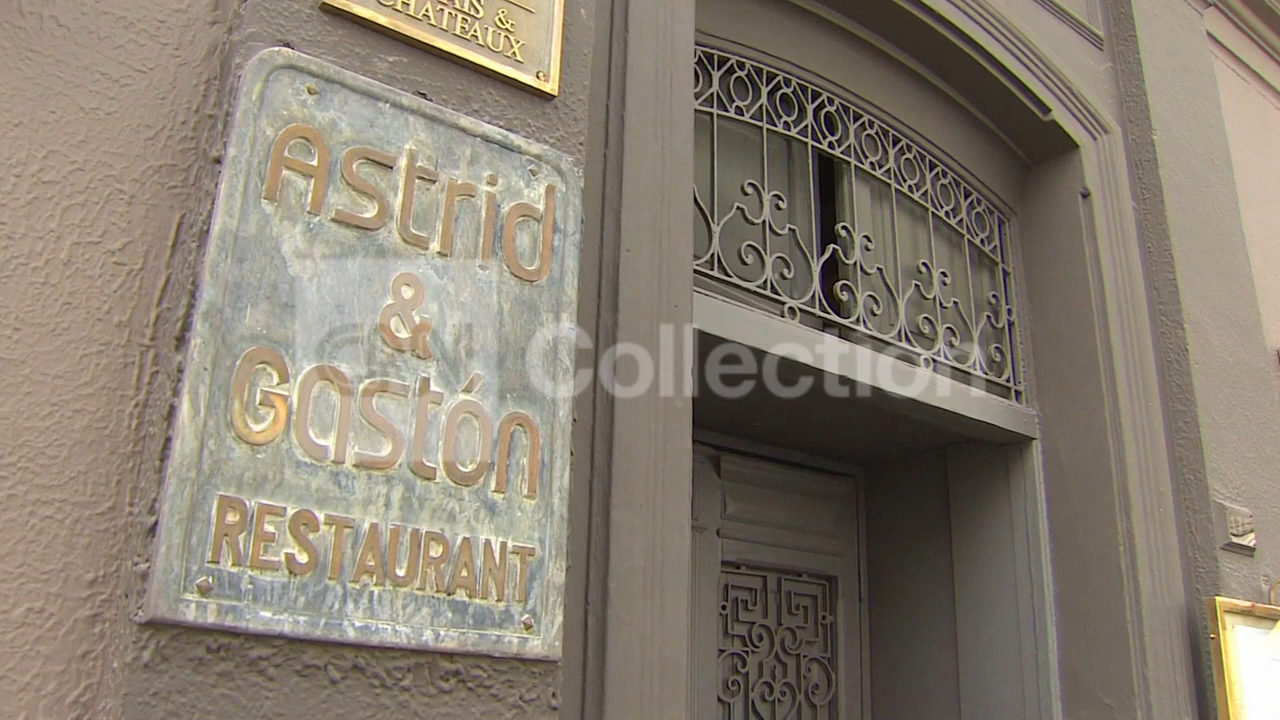 & CHATEAUX
Astrid
&
Gastón
RESTAURANT
Collection